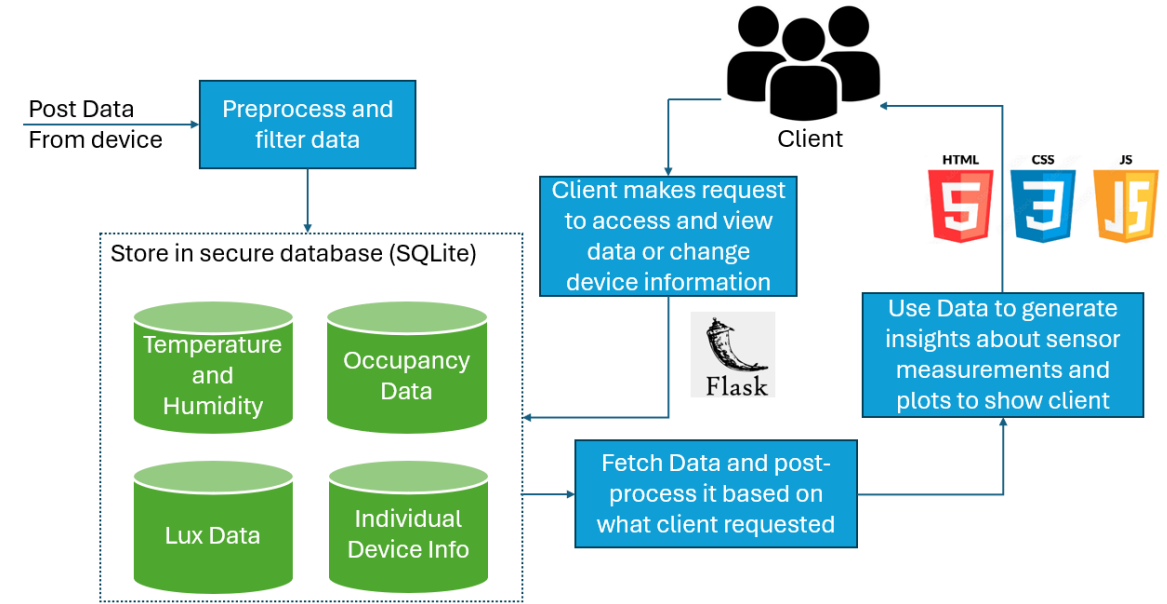 Post Data
From device
Preprocess and
filter data
Store in secure database (SQLite)
Temperature
and
Humidity
Occupancy
Data
Lux Data
Individual
Device Info
Client
Client makes request
to access and view
data or change
device information
Flask
Fetch Data and post-
process it based on
what client requested
Use Data to generate
insights about sensor
measurements and
plots to show client
HTML
5
CSS
3
JS
JS